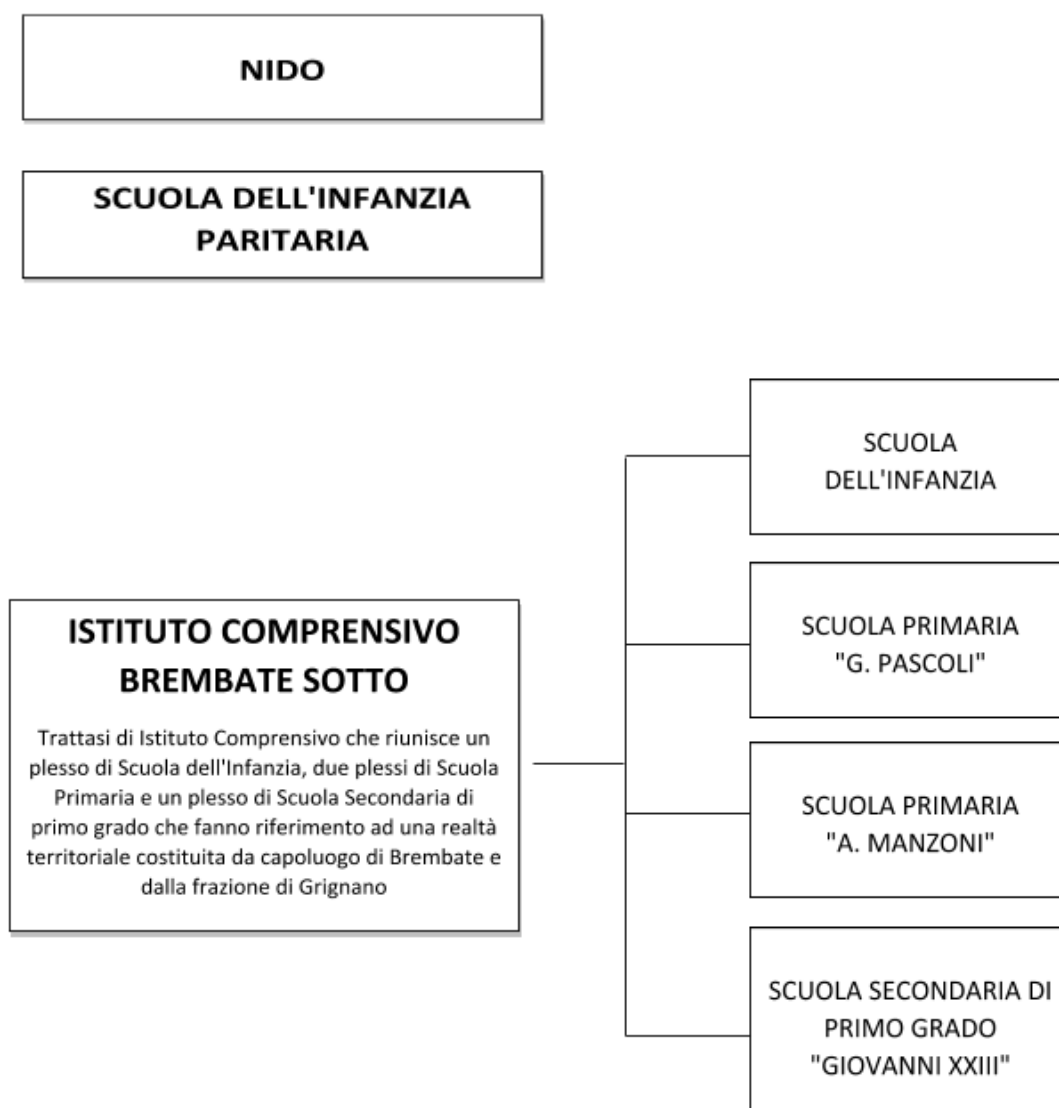 NIDO
SCUOLA DELL'INFANZIA
PARITARIA
SCUOLA
DELL'INFANZIA
SCUOLA PRIMARIA
"G. PASCOLI"
ISTITUTO COMPRENSIVO
BREMBATE SOTTO
Trattasi di Istituto Comprensivo che riunisce un
plesso di Scuola dell'Infanzia, due plessi di Scuola
Primaria e un plesso di Scuola Secondaria di
primo grado che fanno riferimento ad una realtà
territoriale costituita da capoluogo di Brembate e
dalla frazione di Grignano
SCUOLA PRIMARIA
"A. MANZONI"
SCUOLA SECONDARIA DI
PRIMO GRADO
"GIOVANNI XXIII"